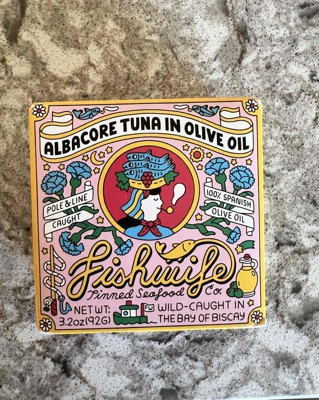 ALBACORE TUNA IN OLIVE OIL
POLE & LINE
CAUGHT
100% SPANISH
OLIVE OIL
Fishwife
Tinned Seafood Co.
NET WT:
3.2oz(92G)
WILD-CAUGHT IN
THE BAY OF BISCAY